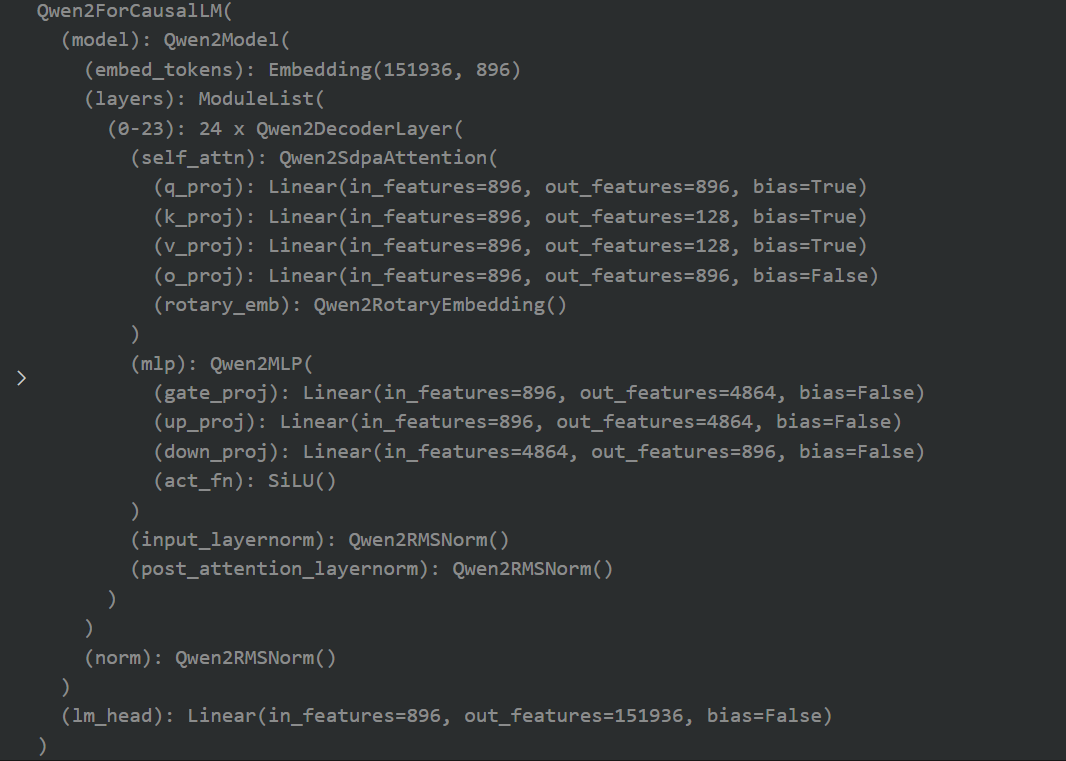 Qwen2ForCausalLM(
  (model): Qwen2Model(
    (embed_tokens): Embedding(151936, 896)
    (layers): ModuleList(
      (0-23): 24 x Qwen2DecoderLayer(
        (self_attn): Qwen2SdpaAttention(
          (q_proj): Linear(in_features=896, out_features=896, bias=True)
          (k_proj): Linear(in_features=896, out_features=128, bias=True)
          (v_proj): Linear(in_features=896, out_features=128, bias=True)
          (o_proj): Linear(in_features=896, out_features=896, bias=False)
          (rotary_emb): Qwen2RotaryEmbedding()
        )
        (mlp): Qwen2MLP(
          (gate_proj): Linear(in_features=896, out_features=4864, bias=False)
          (up_proj): Linear(in_features=896, out_features=4864, bias=False)
          (down_proj): Linear(in_features=4864, out_features=896, bias=False)
          (act_fn): SiLU()
        )
        (input_layernorm): Qwen2RMSNorm()
        (post_attention_layernorm): Qwen2RMSNorm()
      )
    )
    (norm): Qwen2RMSNorm()
  )
  (lm_head): Linear(in_features=896, out_features=151936, bias=False)
)